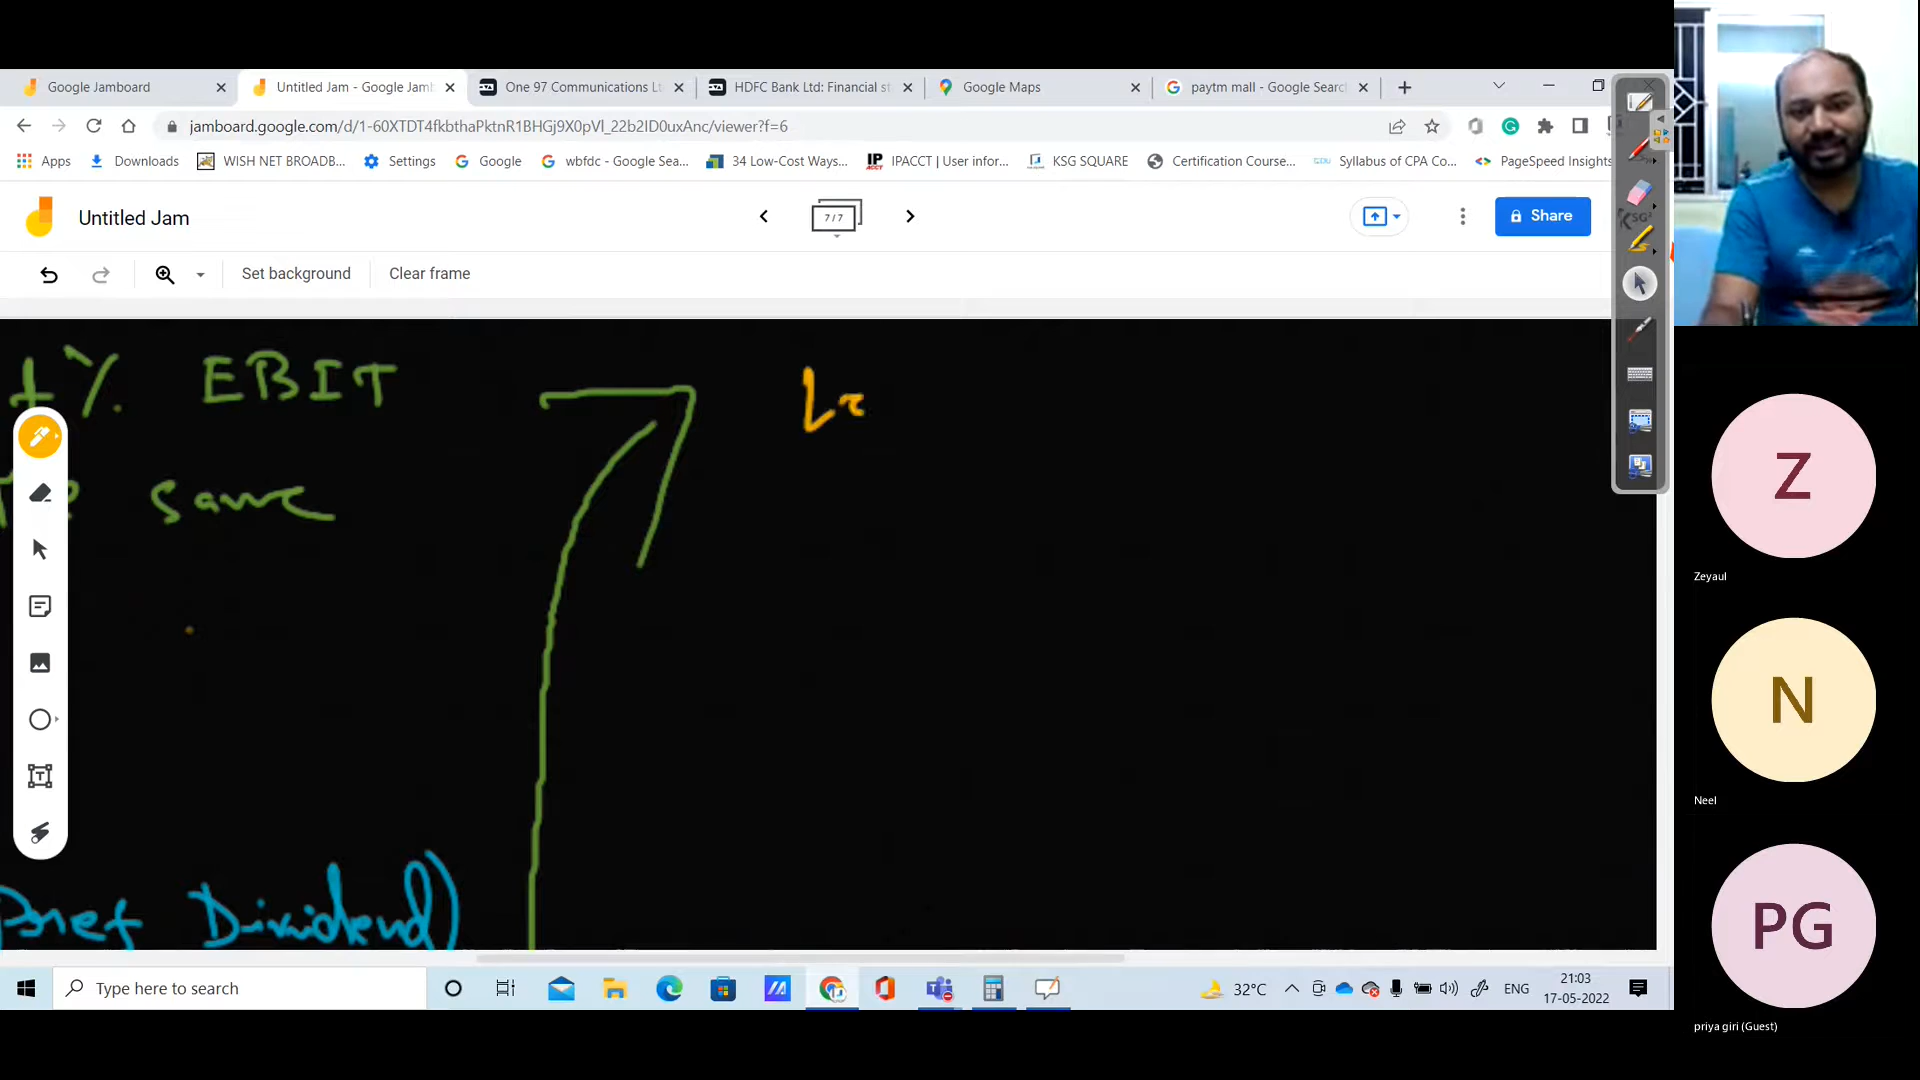 Google Jamboard
Untitled Jam - Google Jamb
One 97 Communications Lt
HDFC Bank Ltd: Financial st
Google Maps
paytm mall - Google Search
jamboard.google.com/d/1-60XTDT4fkbthaPktnR1BHGj9X0pVl_22b2ID0uxAnc/viewer?f=6
Apps
Downloads
WISH NET BROADB...
Settings
Google
wbfdc - Google Sea...
34 Low-Cost Ways...
IPACCT | User infor...
KSG SQUARE
Certification Course...
Syllabus of CPA Co...
PageSpeed Insights
Untitled Jam
7 / 7
Share
Set background
Clear frame
% EBIT
same
Pref Dividend)
Z
Zeyaul
N
Neel
PG
priya giri (Guest)
Type here to search
32°C
ENG
21:03
17-05-2022